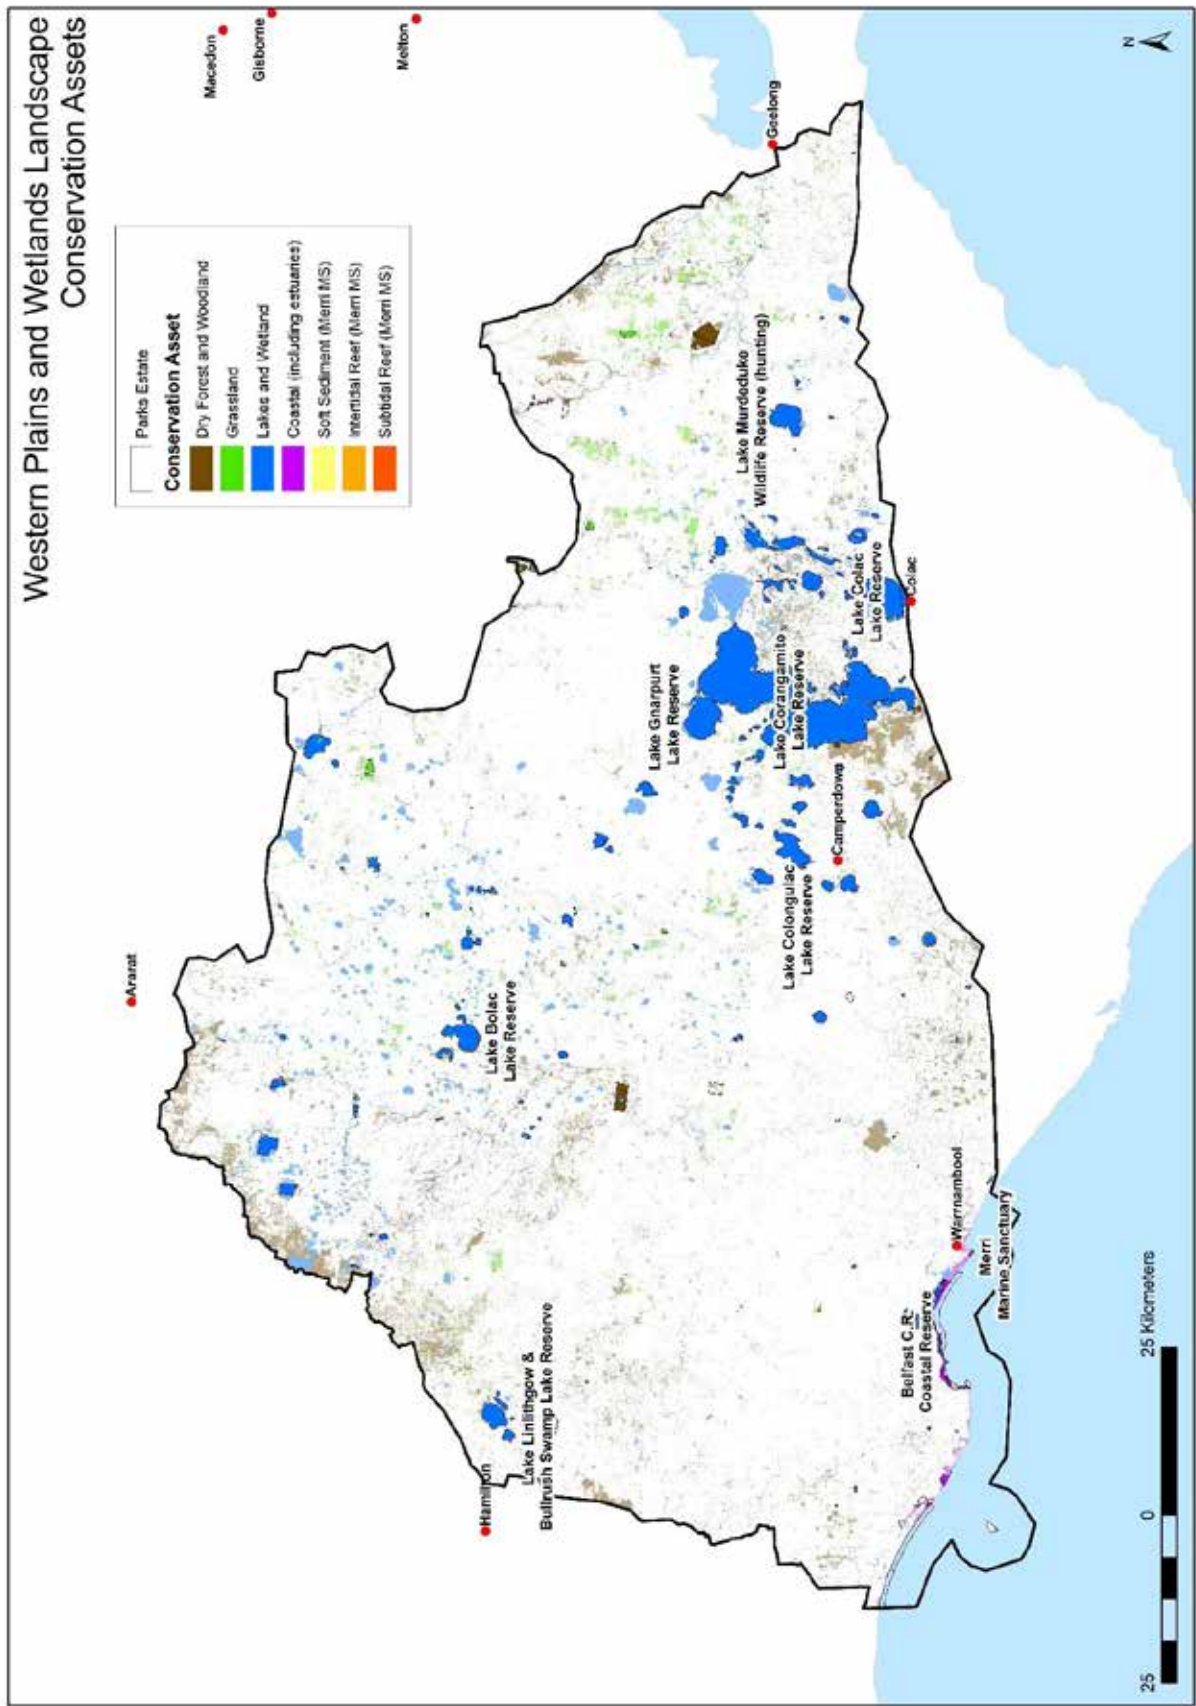 Western Plains and Wetlands Landscape
Conservation Assets
Macedon
Gisborne
Melton
Parks Estate
Conservation Asset
Dry Forest and Woodland
Grassland
Lakes and Wetland
Coastal (including estuaries)
Soft Sediment (Merri MS)
Intertidal Reef (Merri MS)
Subtidal Reef (Merri MS)
N
Ararat
Geelong
Lake Murdeduke
Wildlife Reserve (hunting)
Lake Bolac
Lake Reserve
Lake Gnarpurt
Lake Reserve
Lake Corangamite
Lake Reserve
Lake Colac
Lake Reserve
Colac
Lake Colongulac
Lake Reserve
Camperdown
Hamilton
Lake Linlithgow &
Bullrush Swamp Lake Reserve
Warrnambool
Merri
Marine Sanctuary
Belfast C.R.
Coastal Reserve
25
0
25 Kilometers